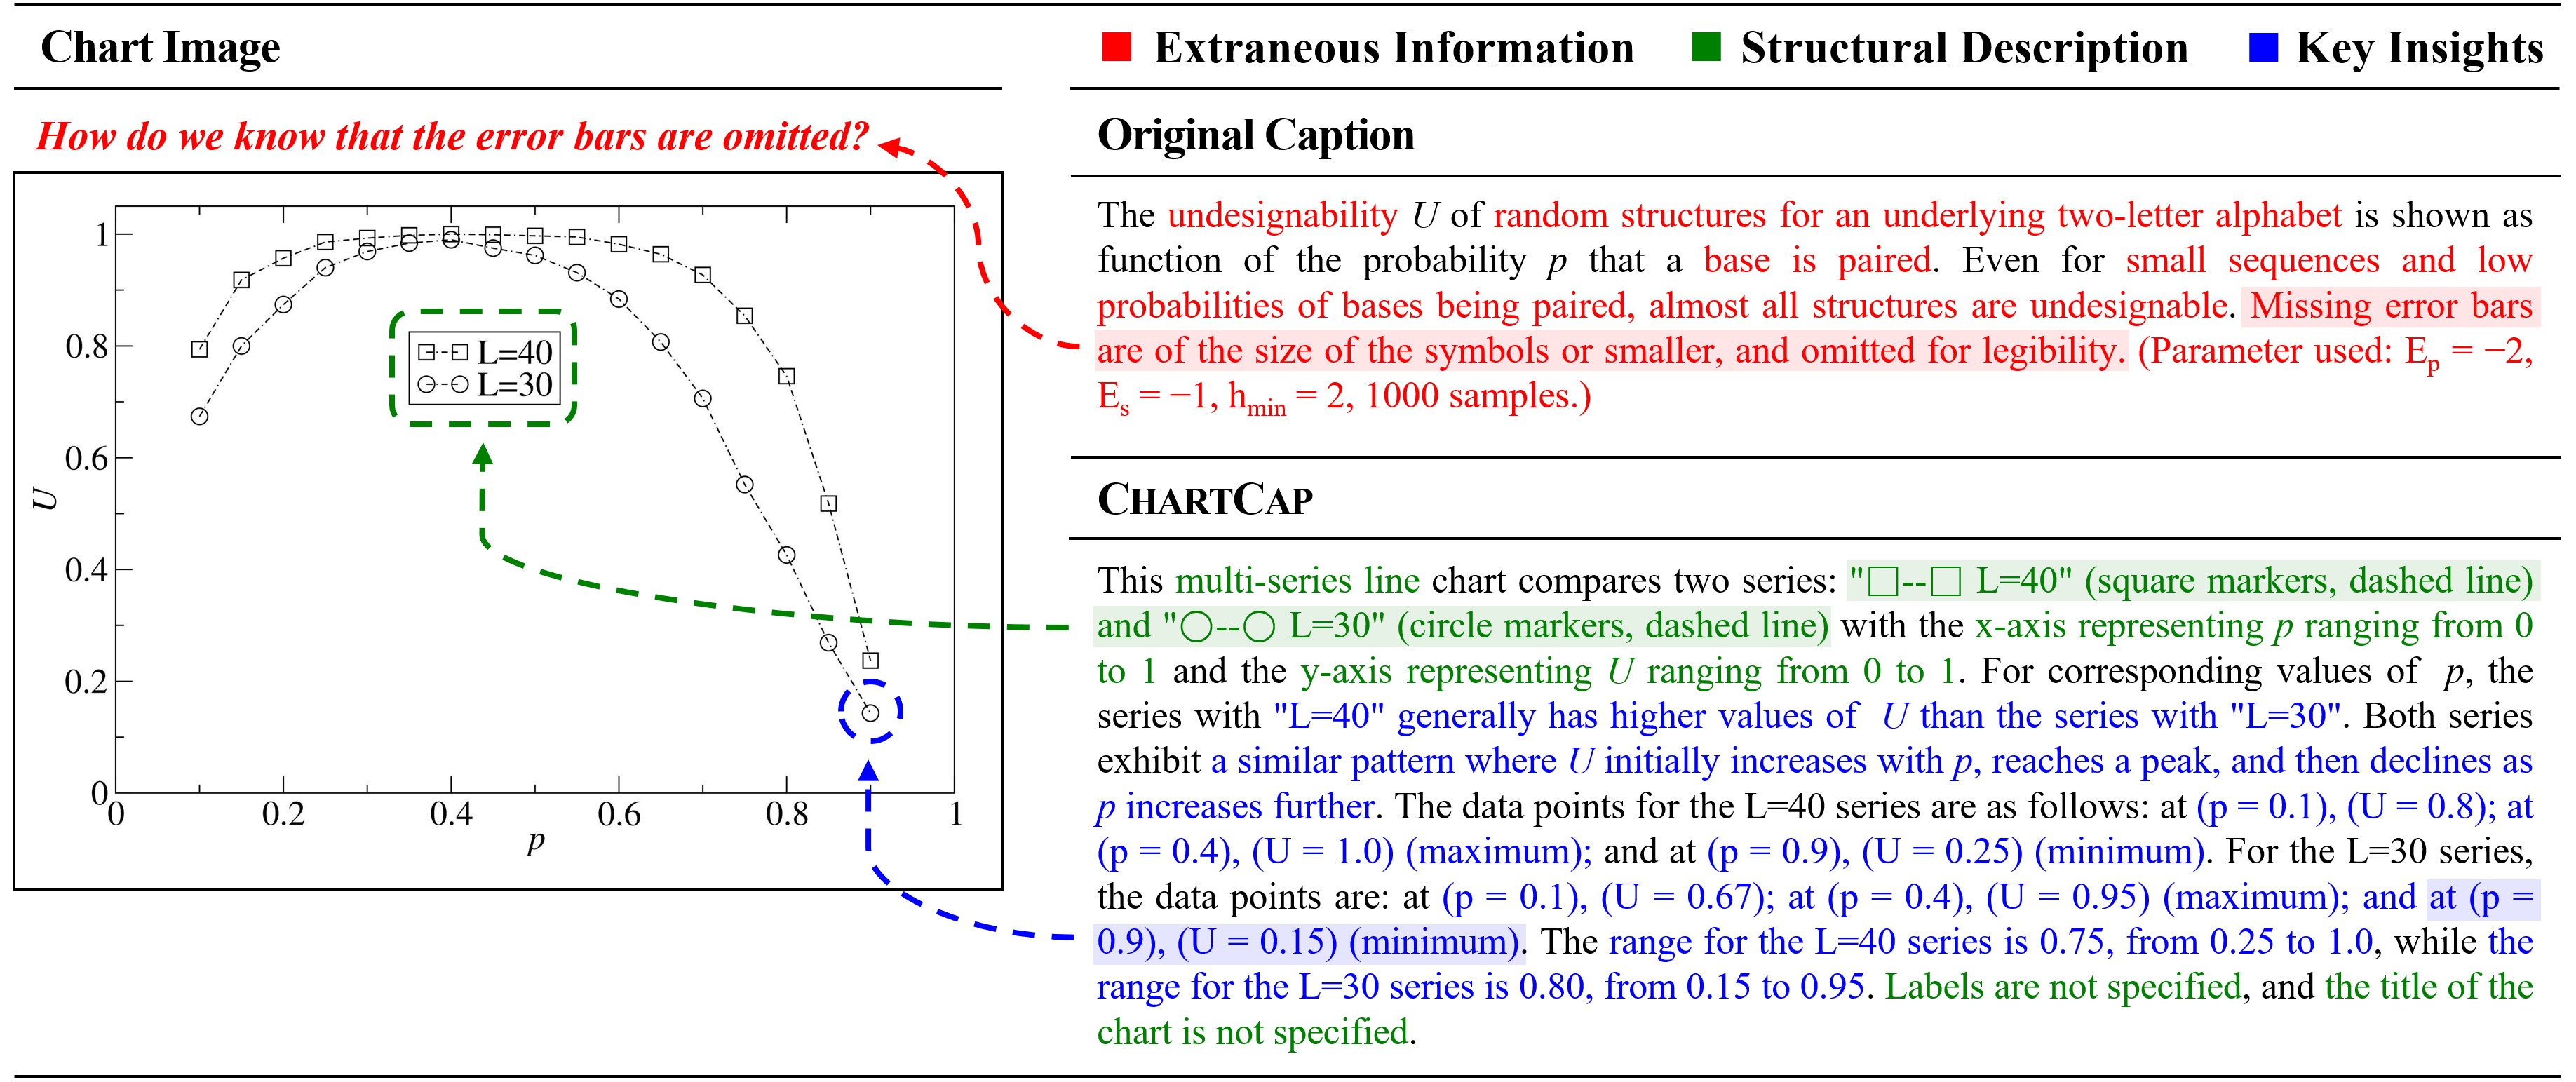 Chart Image
■ Extraneous Information ■ Structural Description ■ Key Insights
How do we know that the error bars are omitted?
1
0.8
0.6
0.4
0.2
0
U
□--□ L=40
○--○ L=30
0 0.2 0.4 0.6 0.8 1
p
Original Caption
The undesignability U of random structures for an underlying two-letter alphabet is shown as
function of the probability p that a base is paired. Even for small sequences and low
probabilities of bases being paired, almost all structures are undesignable. Missing error bars
are of the size of the symbols or smaller, and omitted for legibility. (Parameter used: Eₚ = −2,
Eₛ = −1, hₘᵢₙ = 2, 1000 samples.)
CHARTCAP
This multi-series line chart compares two series: "□--□ L=40" (square markers, dashed line)
and "○--○ L=30" (circle markers, dashed line) with the x-axis representing p ranging from 0
to 1 and the y-axis representing U ranging from 0 to 1. For corresponding values of p, the
series with "L=40" generally has higher values of U than the series with "L=30". Both series
exhibit a similar pattern where U initially increases with p, reaches a peak, and then declines as
p increases further. The data points for the L=40 series are as follows: at (p = 0.1), (U = 0.8); at
(p = 0.4), (U = 1.0) (maximum); and at (p = 0.9), (U = 0.25) (minimum). For the L=30 series,
the data points are: at (p = 0.1), (U = 0.67); at (p = 0.4), (U = 0.95) (maximum); and at (p =
0.9), (U = 0.15) (minimum). The range for the L=40 series is 0.75, from 0.25 to 1.0, while the
range for the L=30 series is 0.80, from 0.15 to 0.95. Labels are not specified, and the title of the
chart is not specified.